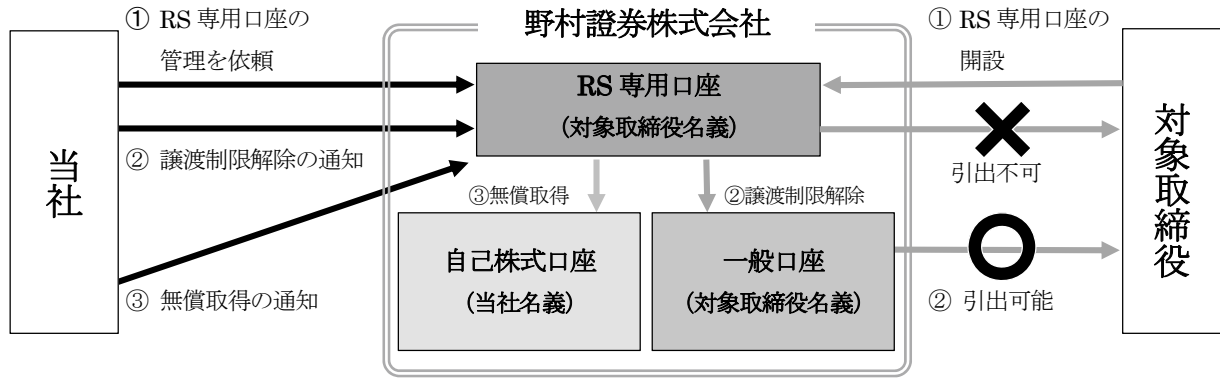 ① RS 専用口座の
管理を依頼
② 譲渡制限解除の通知
③ 無償取得の通知
当社
野村證券株式会社
RS 専用口座
(対象取締役名義)
③無償取得
②譲渡制限解除
自己株式口座
(当社名義)
一般口座
(対象取締役名義)
① RS 専用口座の
開設
引出不可
② 引出可能
対象取締役